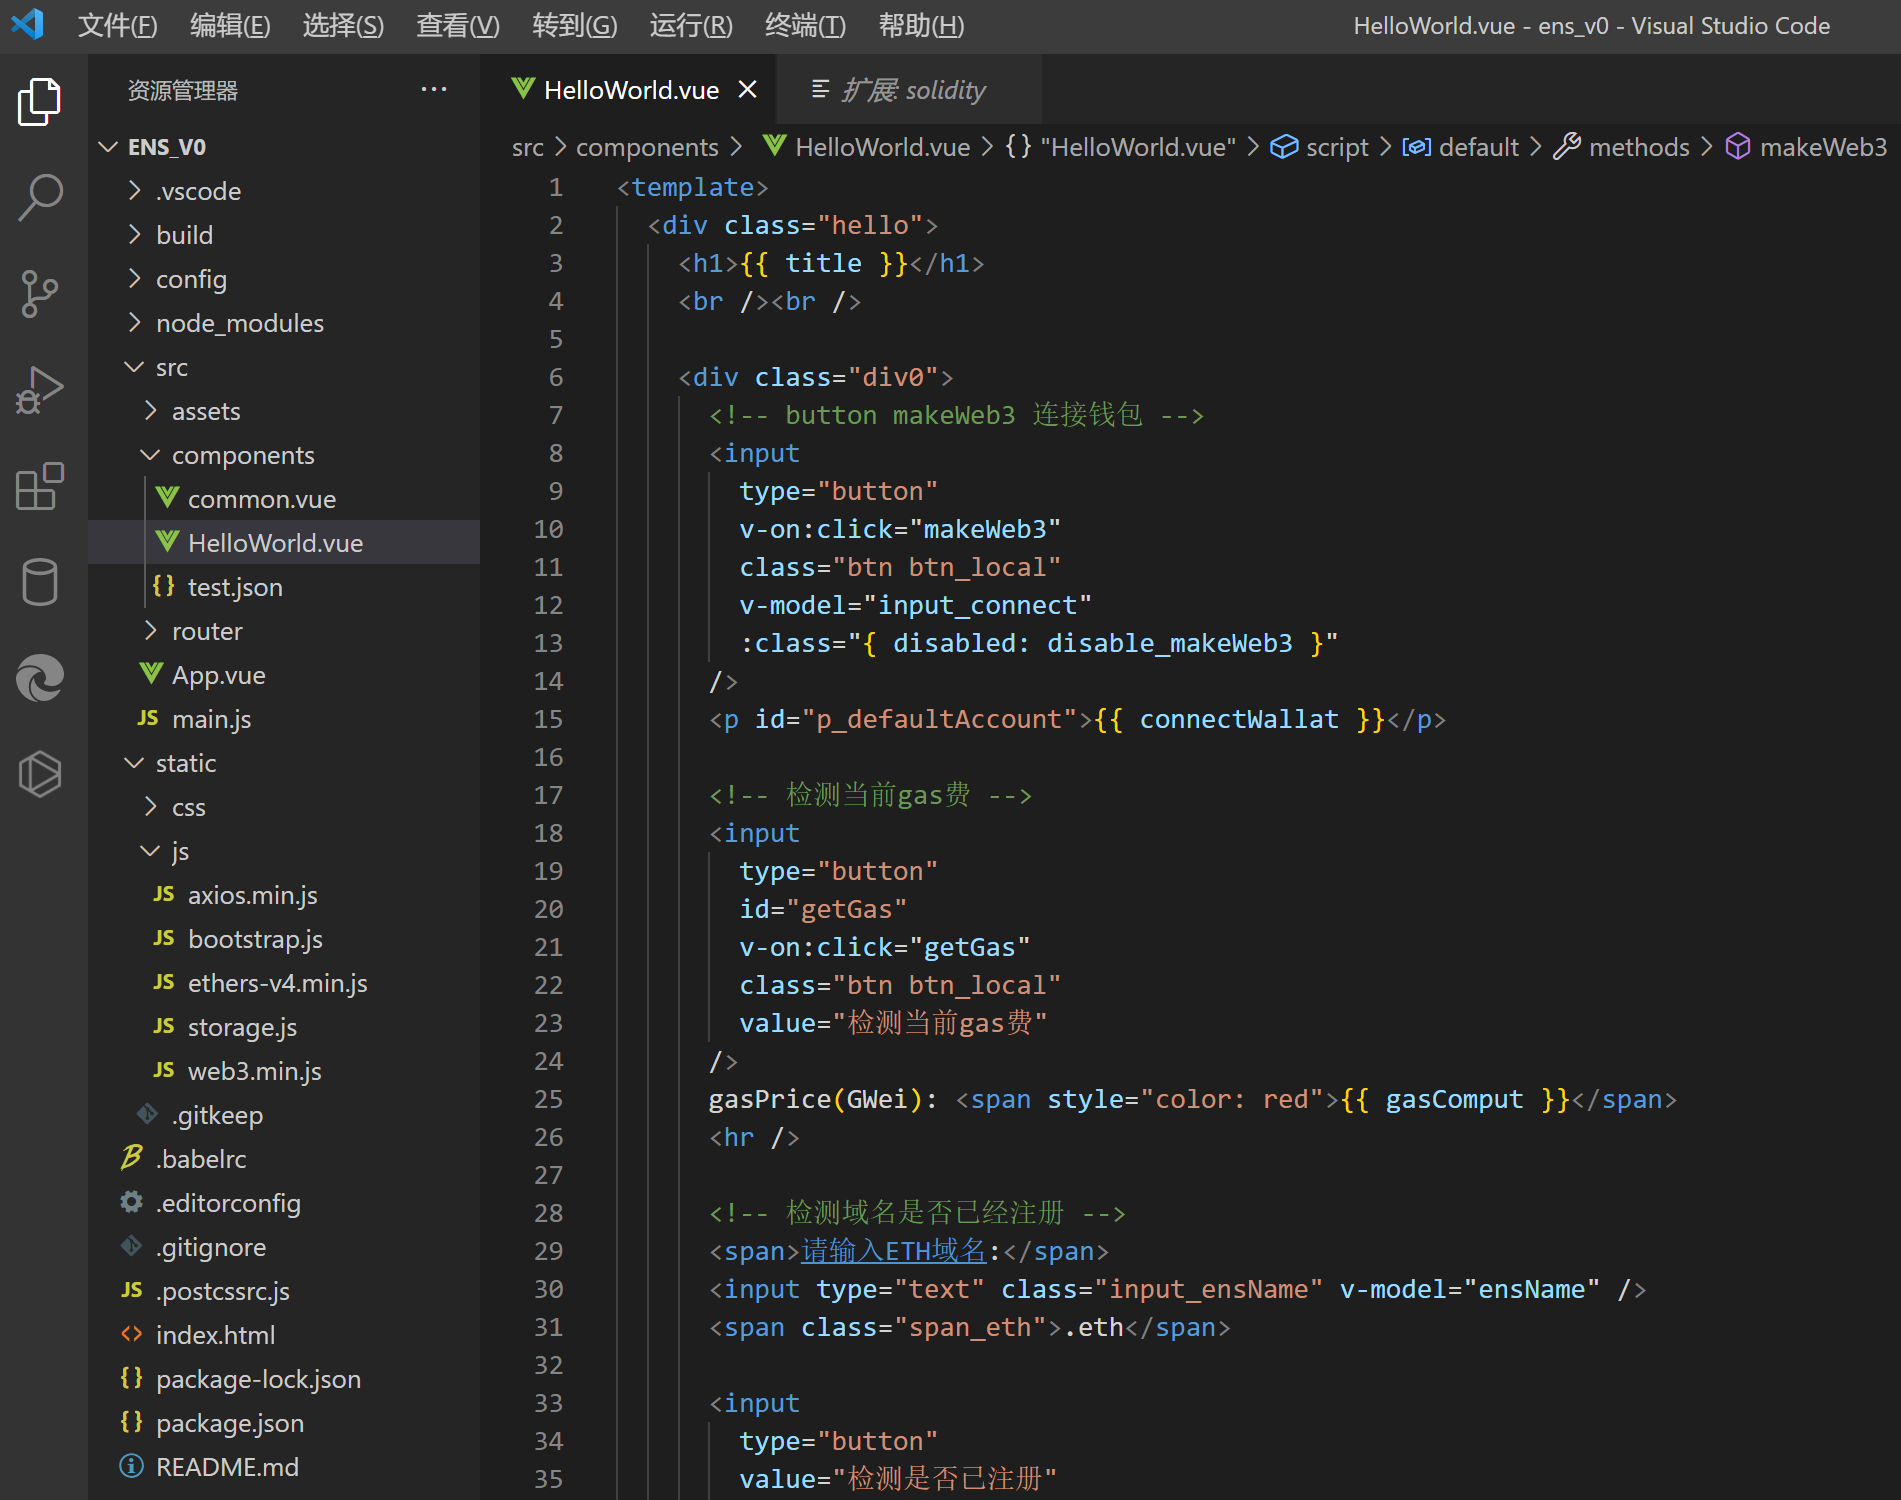 文件(F) 编辑(E) 选择(S) 查看(V) 转到(G) 运行(R) 终端(T) 帮助(H) HelloWorld.vue - ens_v0 - Visual Studio Code
资源管理器 ···
ENS_V0
.vscode
build
config
node_modules
src
assets
components
common.vue
HelloWorld.vue
{} test.json
router
App.vue
JS main.js
static
css
js
JS axios.min.js
JS bootstrap.js
JS ethers-v4.min.js
JS storage.js
JS web3.min.js
.gitkeep
.babelrc
.editorconfig
.gitignore
JS .postcssrc.js
<> index.html
{} package-lock.json
{} package.json
README.md
HelloWorld.vue × 扩展: solidity
src > components > HelloWorld.vue > {} "HelloWorld.vue" > script > default > methods > makeWeb3
1 <template>
2 <div class="hello">
3 <h1>{{ title }}</h1>
4 <br /><br />
5
6 <div class="div0">
7 <!-- button makeWeb3 连接钱包 -->
8 <input
9 type="button"
10 v-on:click="makeWeb3"
11 class="btn btn_local"
12 v-model="input_connect"
13 :class="{ disabled: disable_makeWeb3 }"
14 />
15 <p id="p_defaultAccount">{{ connectWallat }}</p>
16
17 <!-- 检测当前gas费 -->
18 <input
19 type="button"
20 id="getGas"
21 v-on:click="getGas"
22 class="btn btn_local"
23 value="检测当前gas费"
24 />
25 gasPrice(GWei): <span style="color: red">{{ gasComput }}</span>
26 <hr />
27
28 <!-- 检测域名是否已经注册 -->
29 <span>请输入ETH域名:</span>
30 <input type="text" class="input_ensName" v-model="ensName" />
31 <span class="span_eth">.eth</span>
32
33 <input
34 type="button"
35 value="检测是否已注册"